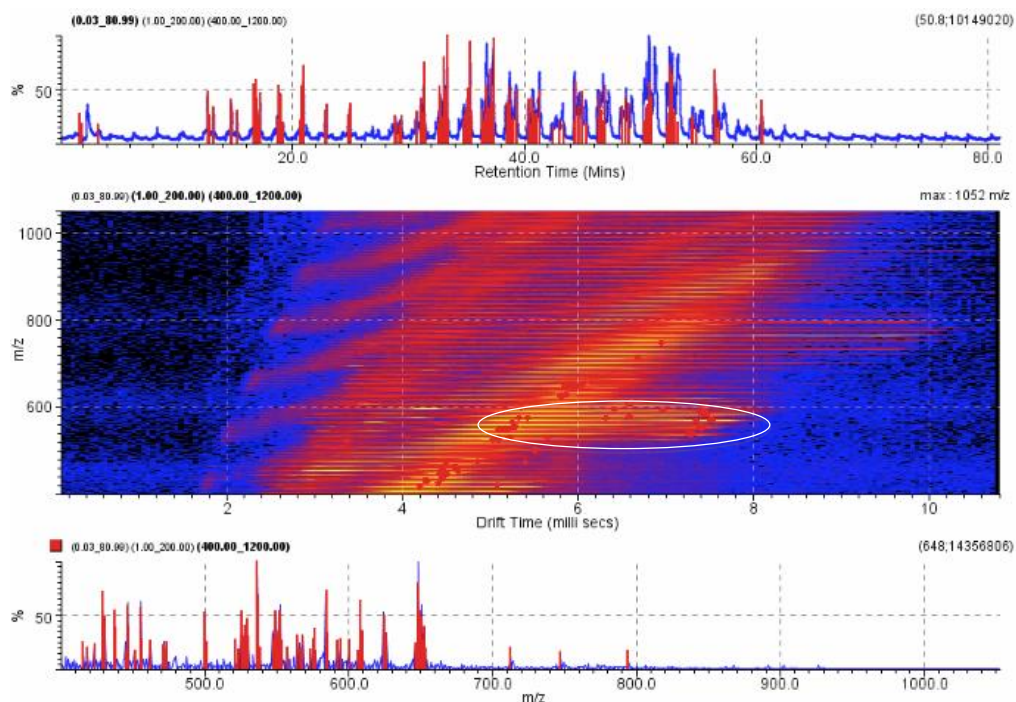 (0.03_80.99) (1.00_200.00) (400.00_1200.00) (50.8;10149020)
%
50
20.0 40.0 60.0 80.0
Retention Time (Mins)
(0.03_80.99) (1.00_200.00) (400.00_1200.00) max : 1052 m/z
1000
800
m/z
600
2 4 6 8 10
Drift Time (milli secs)
(0.03_80.99) (1.00_200.00) (400.00_1200.00) (648;14356806)
%
50
500.0 600.0 700.0 800.0 900.0 1000.0
m/z